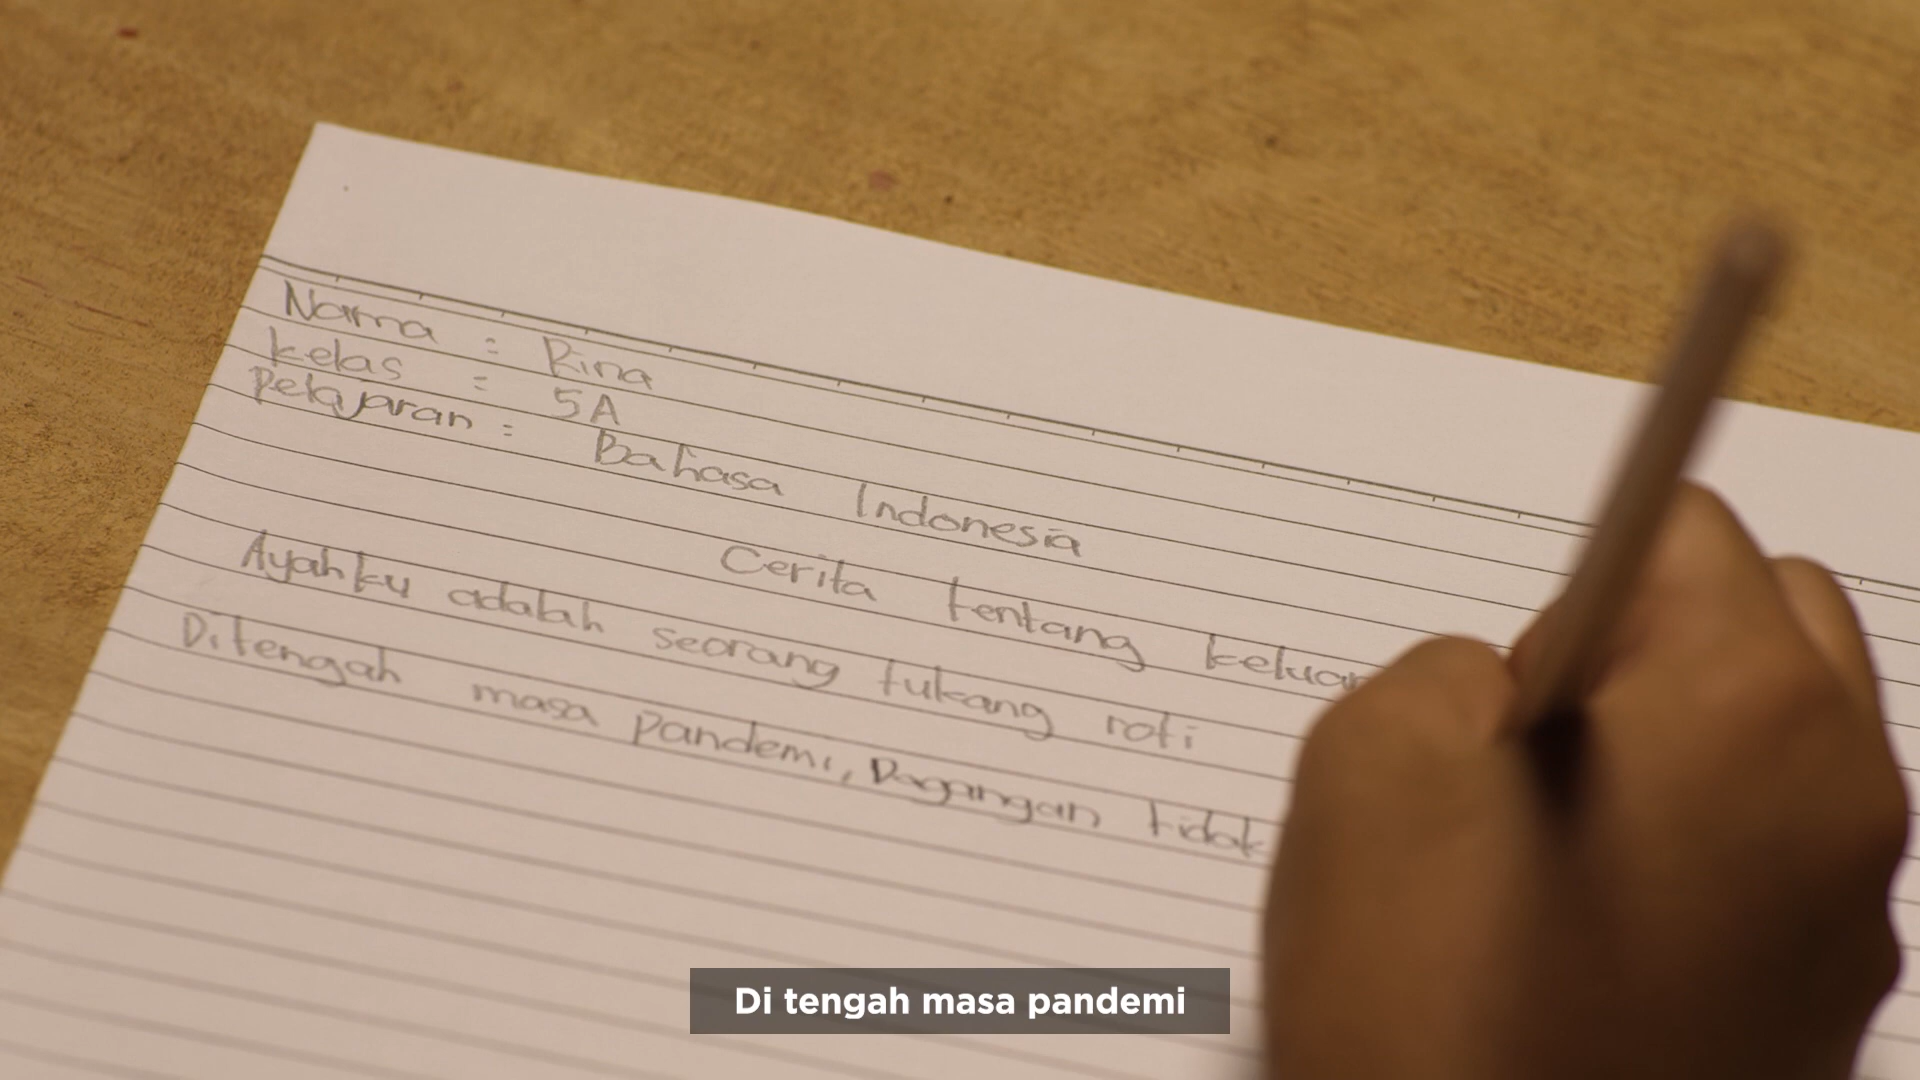 Nama : Rina
kelas : 5A
Pelajaran : Bahasa Indonesia
Cerita tentang keluar
Ayahku adalah seorang tukang roti
Ditengah masa pandemi, Dagangan tidak
Di tengah masa pandemi